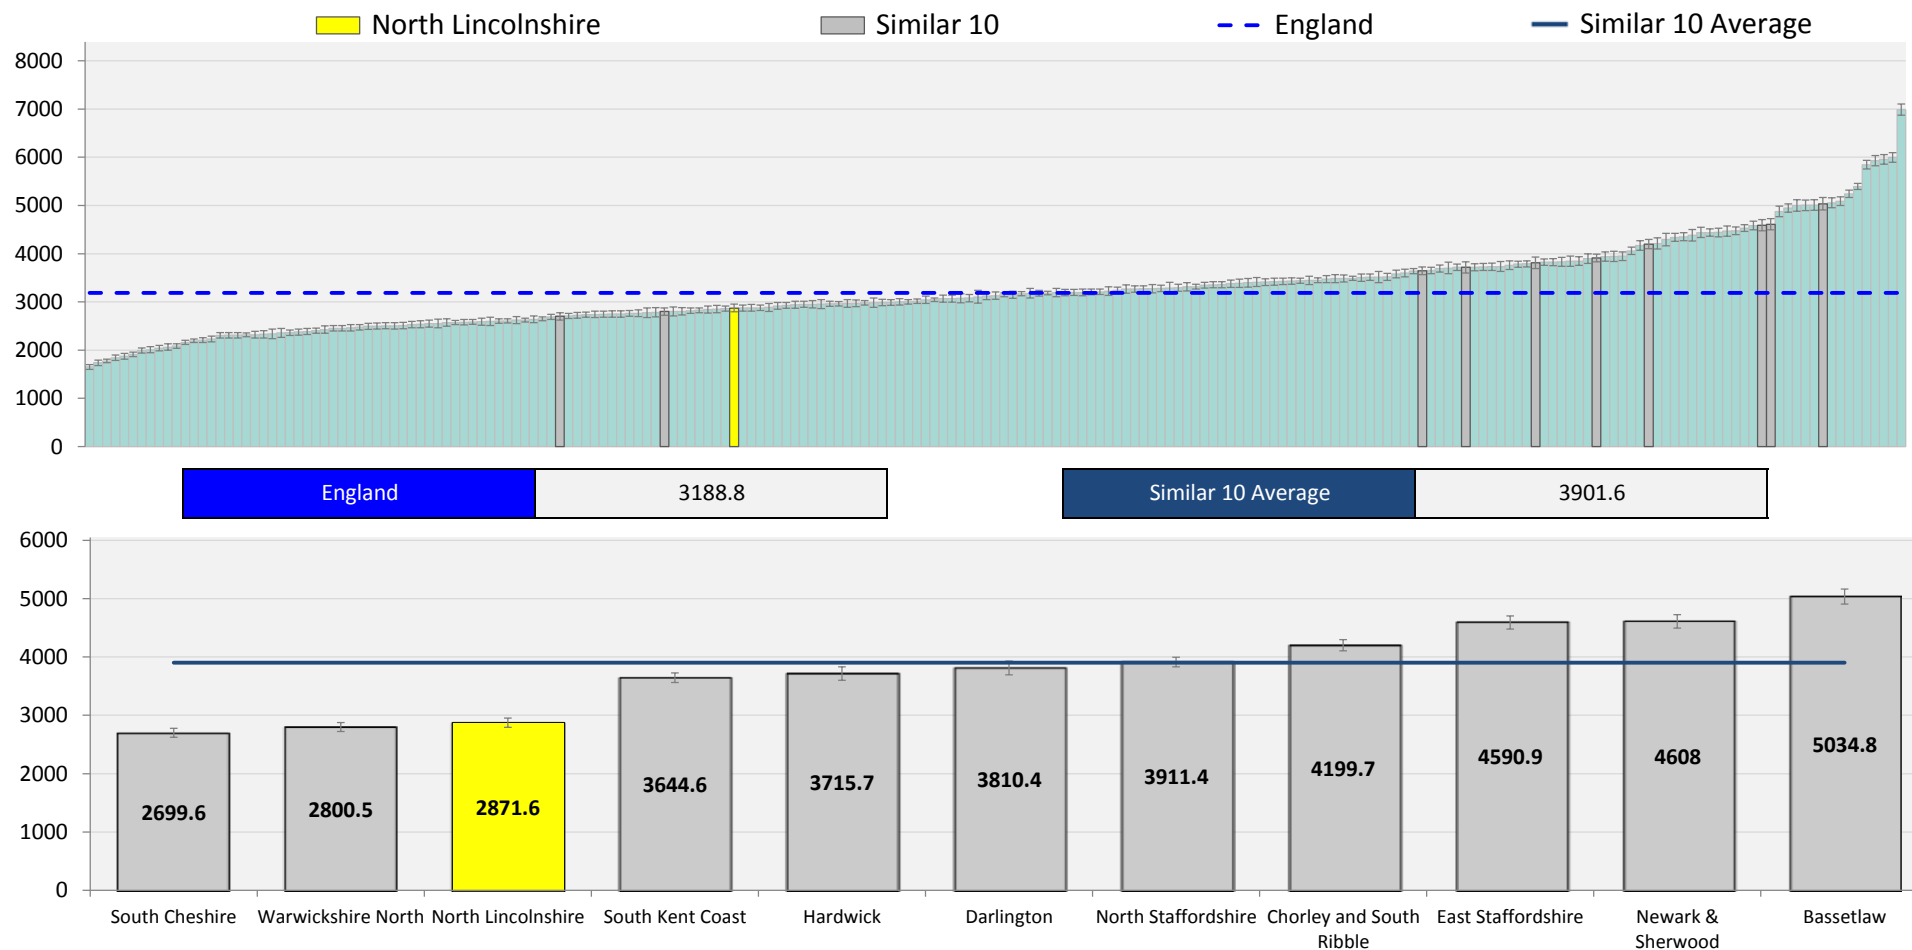 North Lincolnshire
Similar 10
England
Similar 10 Average
8000
7000
6000
5000
4000
3000
2000
1000
0
England
3188.8
Similar 10 Average
3901.6
6000
5000
4000
3000
2000
1000
0
2699.6
2800.5
2871.6
3644.6
3715.7
3810.4
3911.4
4199.7
4590.9
4608
5034.8
South Cheshire
Warwickshire North
North Lincolnshire
South Kent Coast
Hardwick
Darlington
North Staffordshire
Chorley and South
Ribble
East Staffordshire
Newark &
Sherwood
Bassetlaw